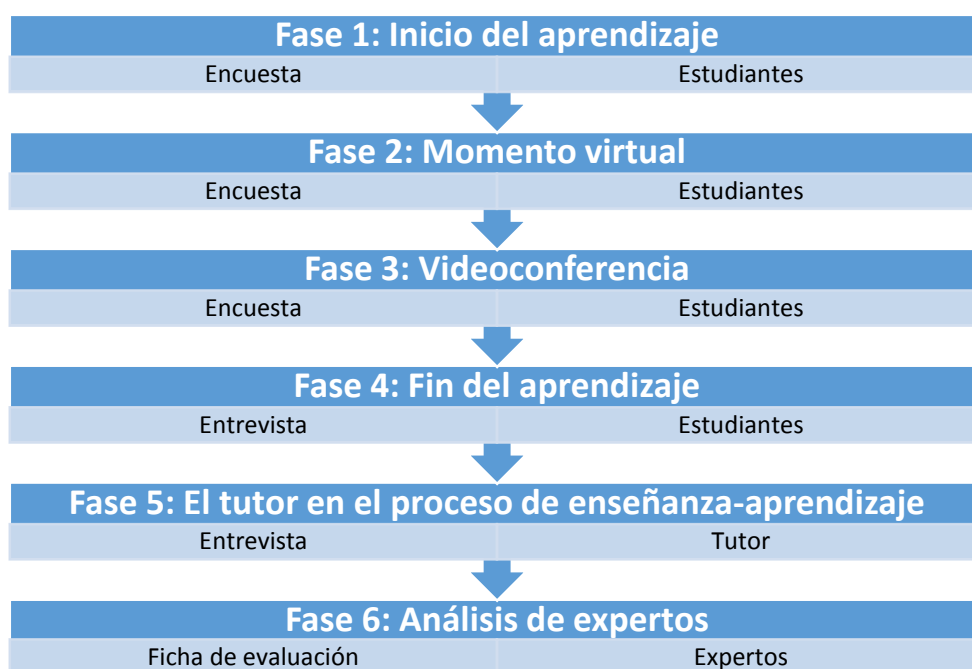 Fase 1: Inicio del aprendizaje
Encuesta Estudiantes
Fase 2: Momento virtual
Encuesta Estudiantes
Fase 3: Videoconferencia
Encuesta Estudiantes
Fase 4: Fin del aprendizaje
Entrevista Estudiantes
Fase 5: El tutor en el proceso de enseñanza-aprendizaje
Entrevista Tutor
Fase 6: Análisis de expertos
Ficha de evaluación Expertos